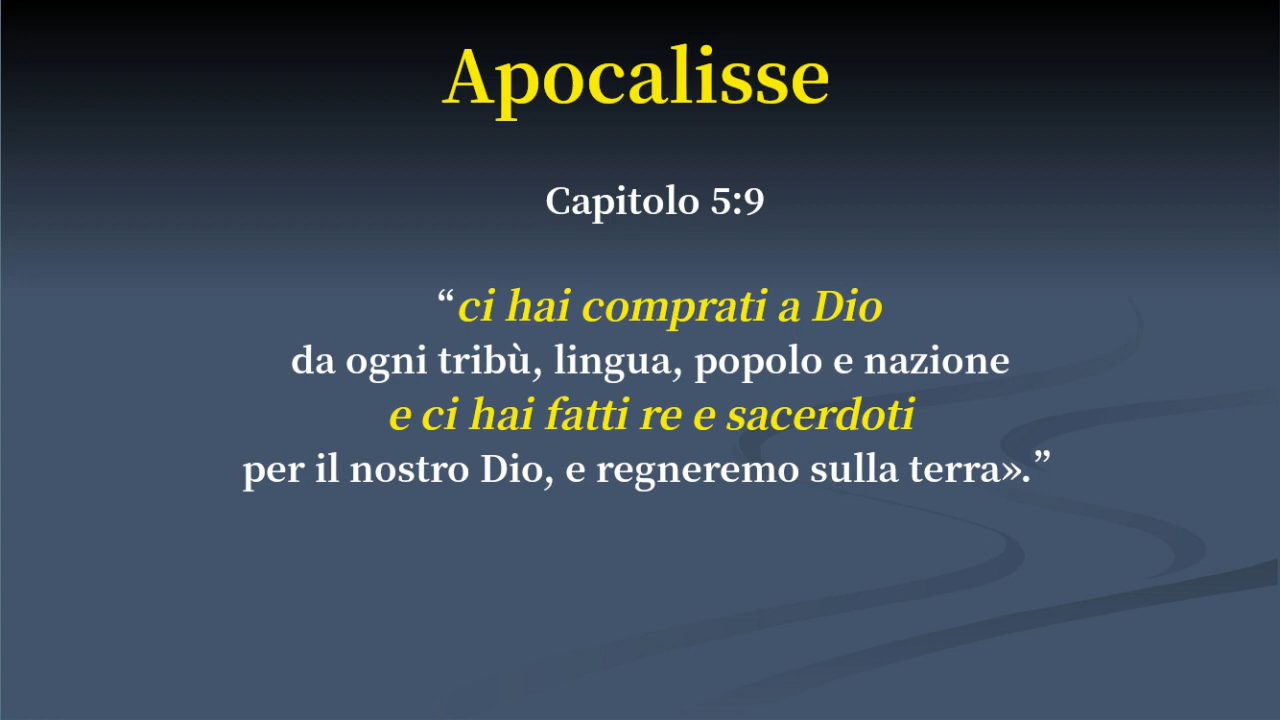 Apocalisse
Capitolo 5:9
“ci hai comprati a Dio
da ogni tribù, lingua, popolo e nazione
e ci hai fatti re e sacerdoti
per il nostro Dio, e regneremo sulla terra».”